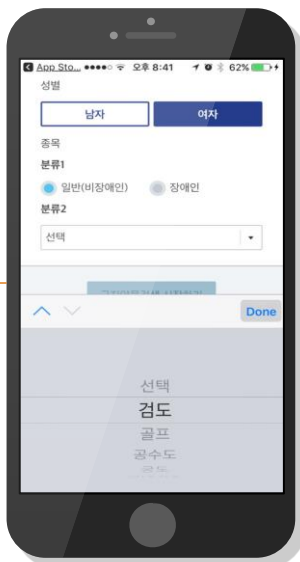 App Sto... 오후 8:41 62%
성별
남자 여자
종목
분류1
일반(비장애인) 장애인
분류2
선택
Done
선택
검도
골프
공수도